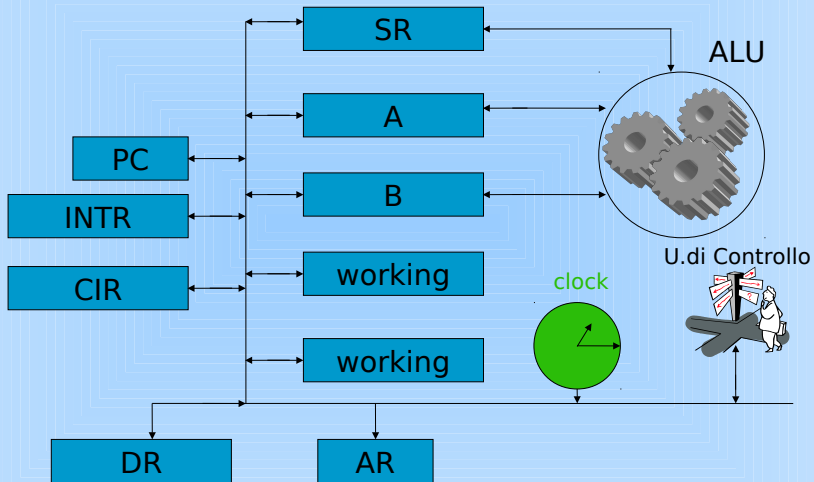 SR
ALU
A
PC
B
INTR
U.di Controllo
working
clock
CIR
working
DR
AR